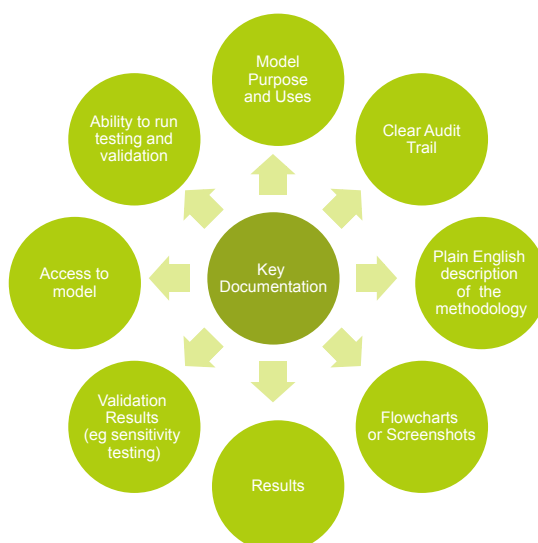 Model
Purpose
and Uses
Clear Audit
Trail
Plain English
description
of the
methodology
Flowcharts
or Screenshots
Results
Validation
Results
(eg sensitivity
testing)
Access to
model
Ability to run
testing and
validation
Key
Documentation